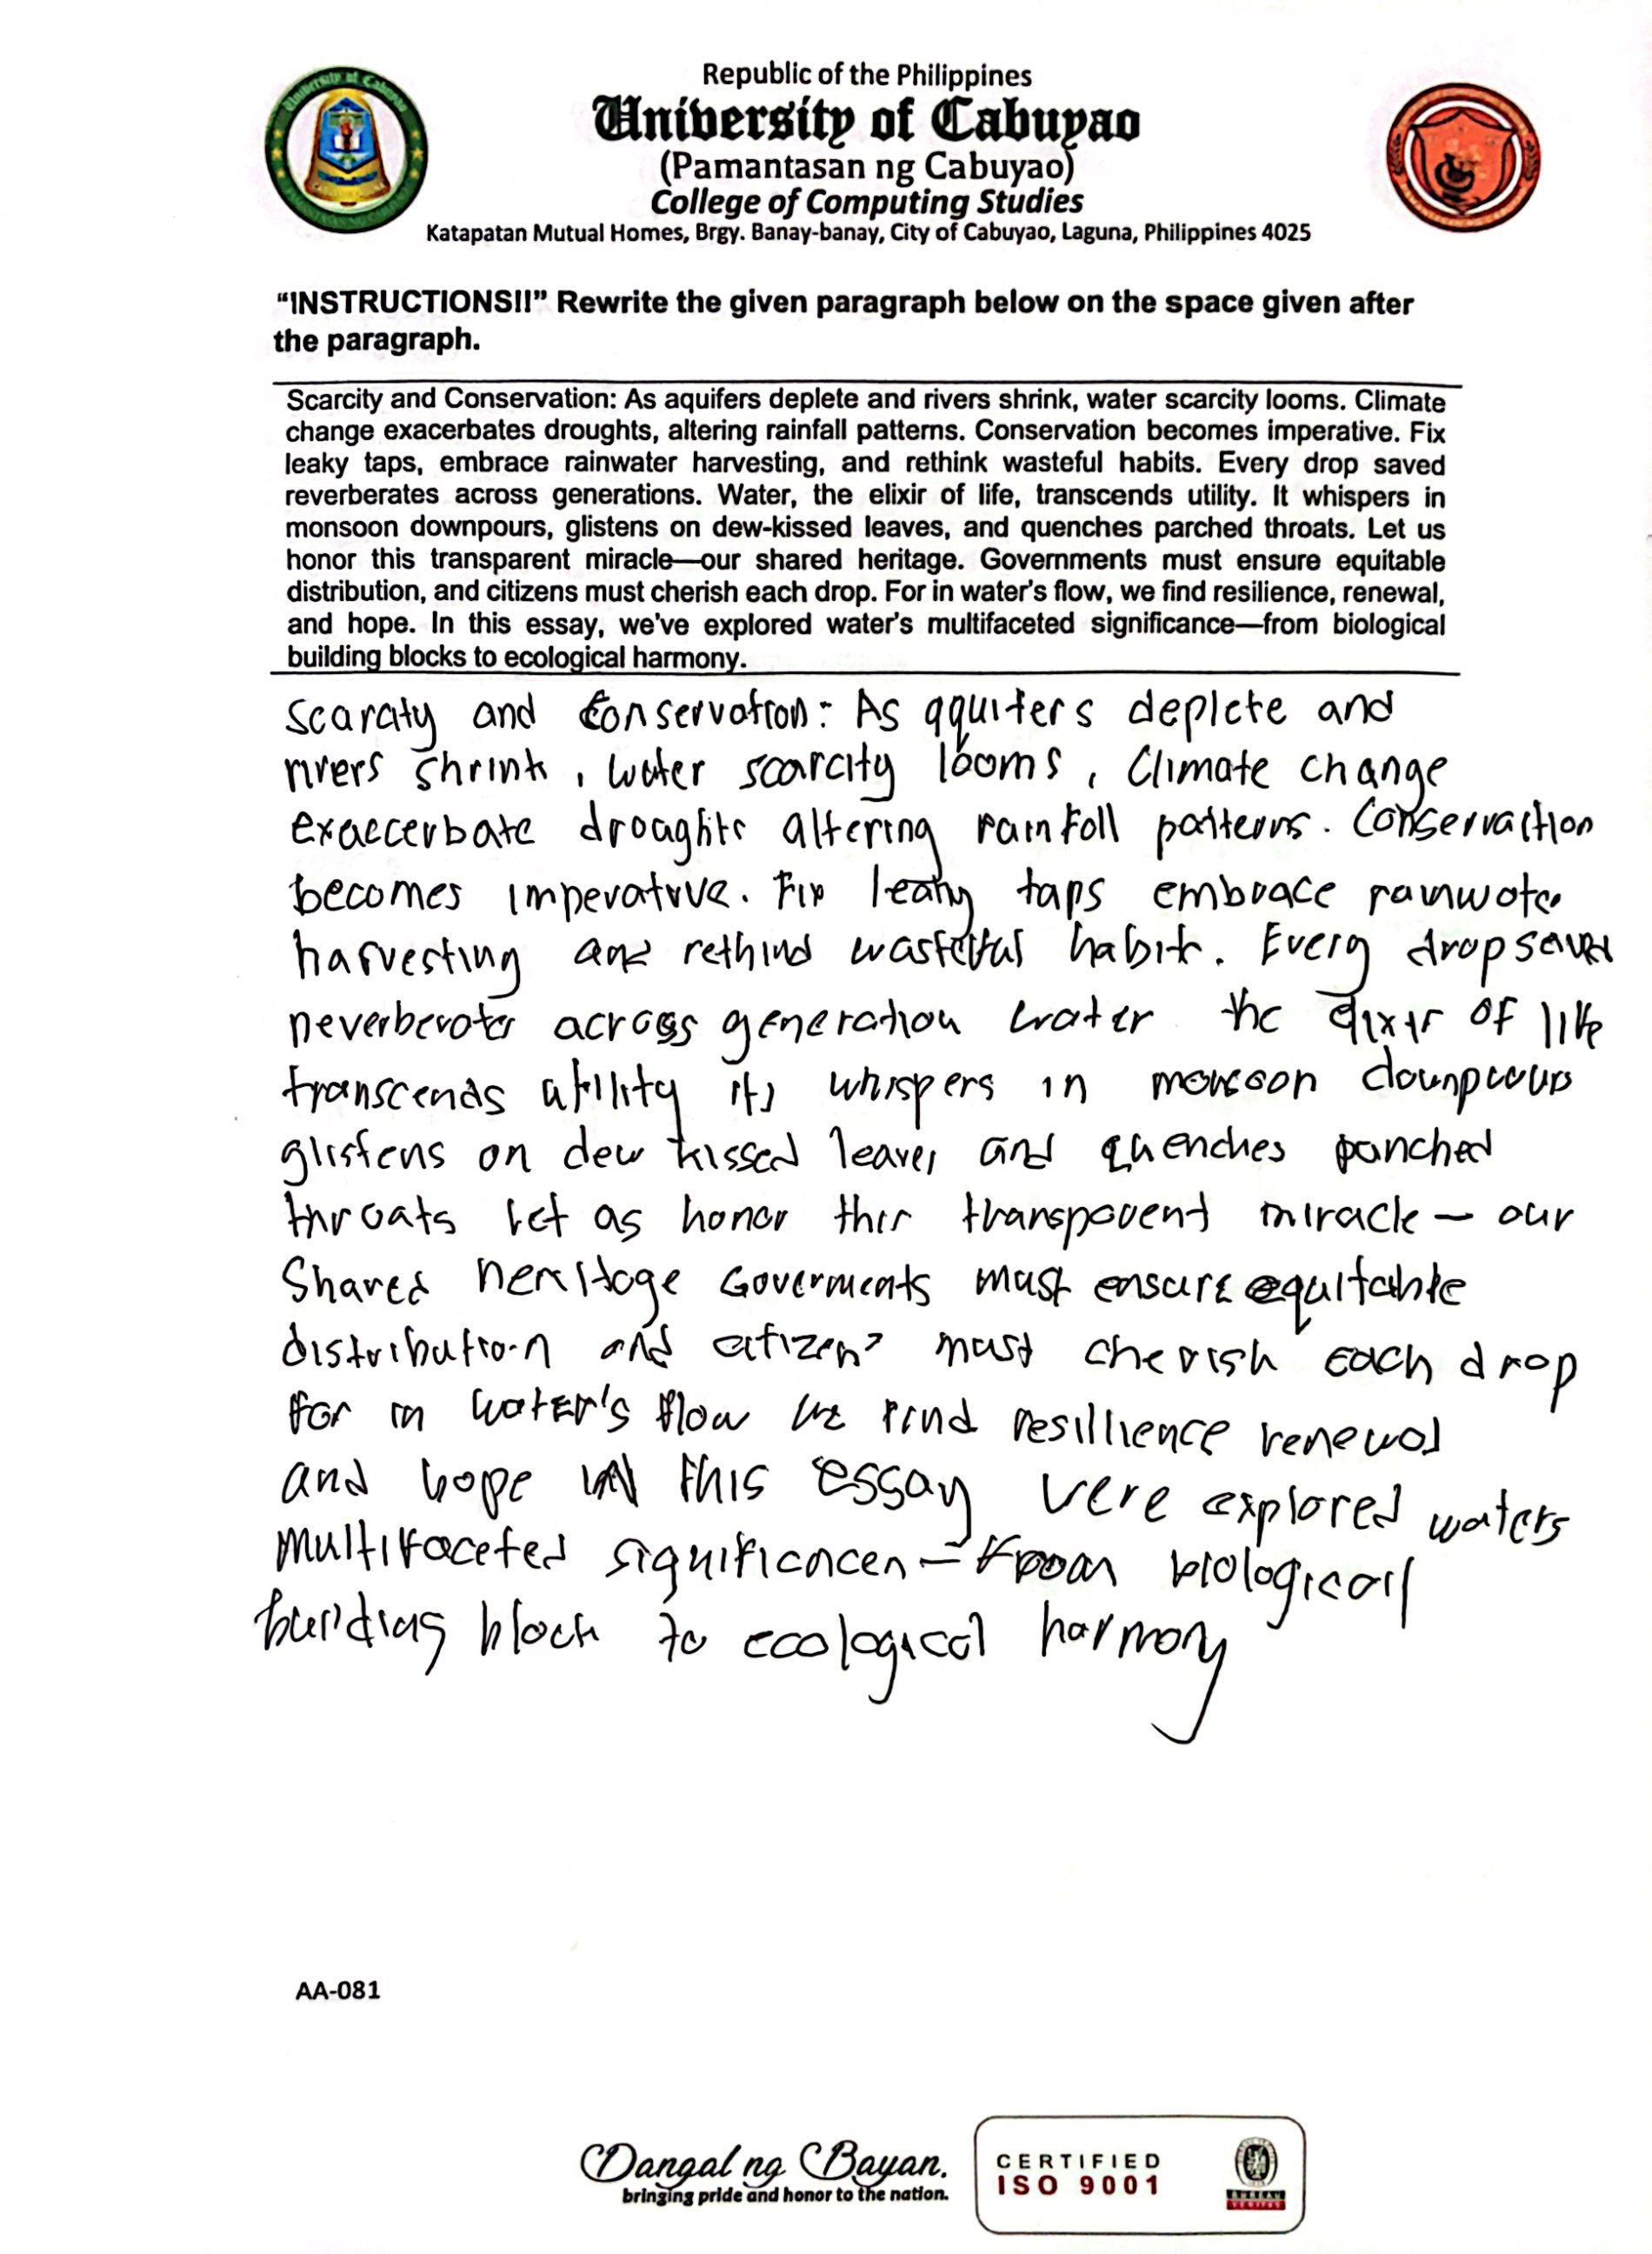 Republic of the Philippines
University of Cabuyao
(Pamantasan ng Cabuyao)
College of Computing Studies
Katapatan Mutual Homes, Brgy. Banay-banay, City of Cabuyao, Laguna, Philippines 4025
“INSTRUCTIONS!!” Rewrite the given paragraph below on the space given after
the paragraph.
Scarcity and Conservation: As aquifers deplete and rivers shrink, water scarcity looms. Climate
change exacerbates droughts, altering rainfall patterns. Conservation becomes imperative. Fix
leaky taps, embrace rainwater harvesting, and rethink wasteful habits. Every drop saved
reverberates across generations. Water, the elixir of life, transcends utility. It whispers in
monsoon downpours, glistens on dew-kissed leaves, and quenches parched throats. Let us
honor this transparent miracle—our shared heritage. Governments must ensure equitable
distribution, and citizens must cherish each drop. For in water's flow, we find resilience, renewal,
and hope. In this essay, we've explored water's multifaceted significance—from biological
building blocks to ecological harmony.
scarcity and Conservation: As aquifers deplete and
rivers shrink, water scarcity looms, Climate change
exaccerbate droughts altering rainfall patterns. Conservaction
becomes imperative. Fix leaky taps embrace rainwate
harvesting and rethind wasteful habit. Every drop saved
neverberates across generation water the elixir of life
transcends utility its whispers in monsoon downpours
glistens on dew kissed leaves and quenches panched
throats let as honor this transparent miracle — our
Shared heritage Goverments must ensure equitable
distribution and citizens must cherish each drop
for in water's flow we find resillience renewal
and hope in this essay were explored waters
multifaceted significancen — from biological
building block to ecological harmony
AA-081
Dangal ng Bayan.
bringing pride and honor to the nation.
CERTIFIED
ISO 9001
BUREAU
VERITAS